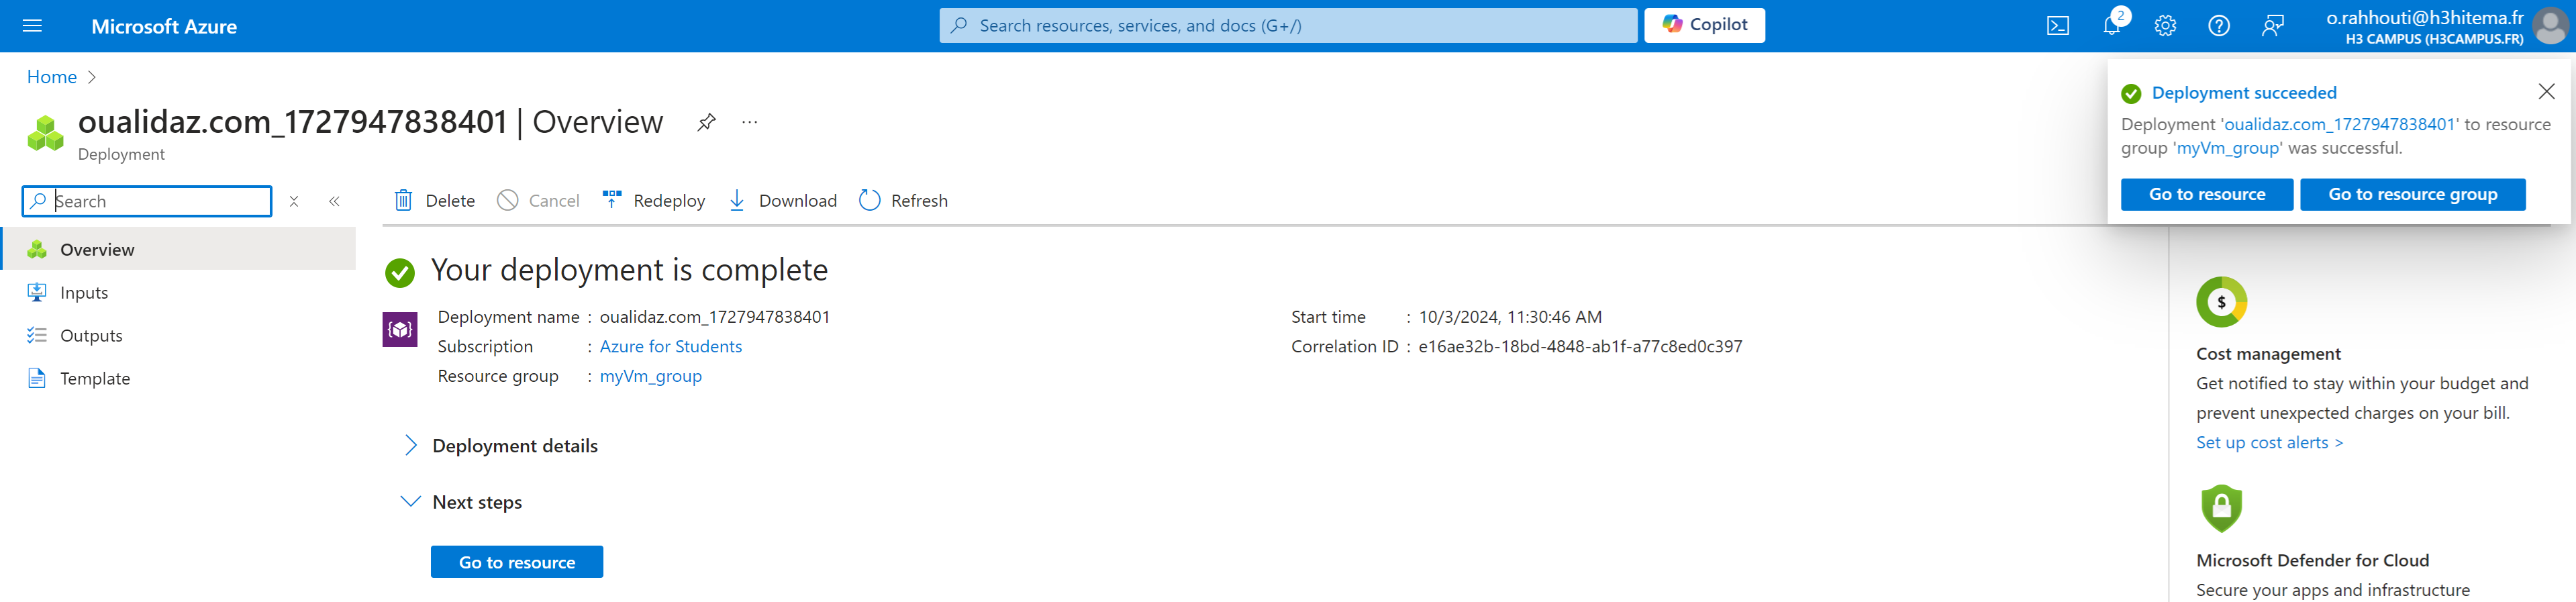 Microsoft Azure
Search resources, services, and docs (G+/)
Copilot
2
o.rahhouti@h3hitema.fr
H3 CAMPUS (H3CAMPUS.FR)
Home >
oualidaz.com_1727947838401 | Overview
...
Deployment
Search
Overview
Inputs
Outputs
Template
Delete
Cancel
Redeploy
Download
Refresh
Your deployment is complete
Deployment name : oualidaz.com_1727947838401
Subscription : Azure for Students
Resource group : myVm_group
Start time : 10/3/2024, 11:30:46 AM
Correlation ID : e16ae32b-18bd-4848-ab1f-a77c8ed0c397
Deployment details
Next steps
Go to resource
Deployment succeeded
Deployment 'oualidaz.com_1727947838401' to resource
group 'myVm_group' was successful.
Go to resource
Go to resource group
$
Cost management
Get notified to stay within your budget and
prevent unexpected charges on your bill.
Set up cost alerts >
Microsoft Defender for Cloud
Secure your apps and infrastructure